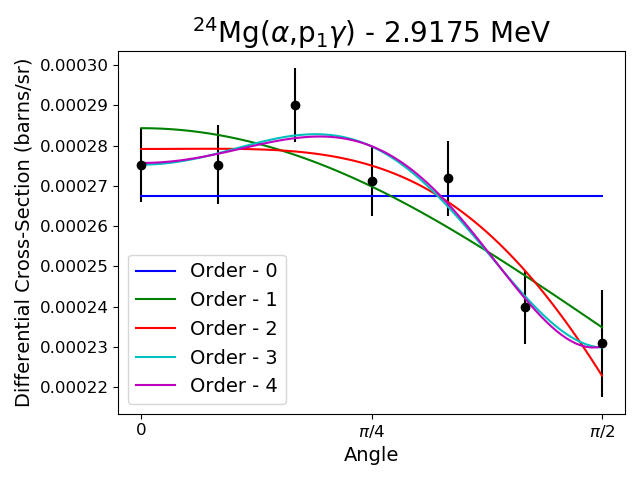 ²⁴Mg(α,p₁γ) - 2.9175 MeV
Differential Cross-Section (barns/sr)
0.00030
0.00029
0.00028
0.00027
0.00026
0.00025
0.00024
0.00023
0.00022
Order - 0
Order - 1
Order - 2
Order - 3
Order - 4
0 π/4 π/2
Angle